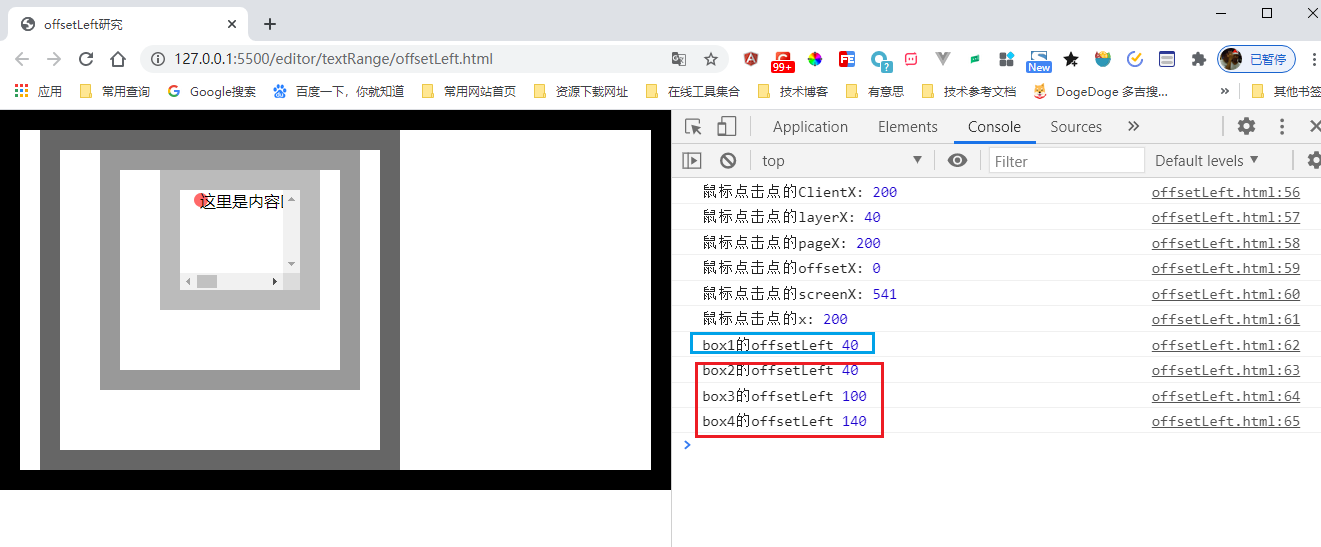 offsetLeft研究
127.0.0.1:5500/editor/textRange/offsetLeft.html
99+
FE
?
New
已暂停
应用 常用查询 Google搜索 百度一下，你就知道 常用网站首页 资源下载网址 在线工具集合 技术博客 有意思 技术参考文档 DogeDoge 多吉搜... » 其他书签
Application Elements Console Sources »
top Filter Default levels
这里是内容
鼠标点击点的ClientX: 200 offsetLeft.html:56
鼠标点击点的layerX: 40 offsetLeft.html:57
鼠标点击点的pageX: 200 offsetLeft.html:58
鼠标点击点的offsetX: 0 offsetLeft.html:59
鼠标点击点的screenX: 541 offsetLeft.html:60
鼠标点击点的x: 200 offsetLeft.html:61
box1的offsetLeft 40 offsetLeft.html:62
box2的offsetLeft 40 offsetLeft.html:63
box3的offsetLeft 100 offsetLeft.html:64
box4的offsetLeft 140 offsetLeft.html:65